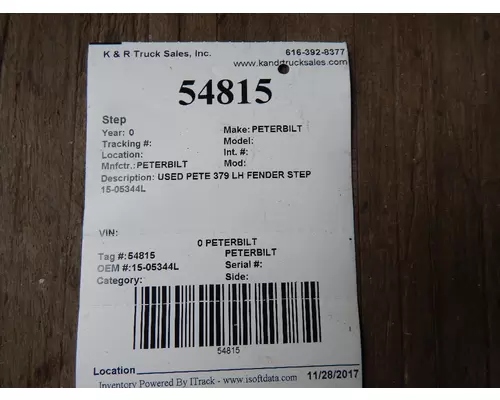 K & R Truck Sales, Inc. 616-392-8377
www.kandrtrucksales.com
54815
Step
Year: 0 Make: PETERBILT
Tracking #: Model:
Location: Int. #:
Mnfctr.: PETERBILT Mod:
Description: USED PETE 379 LH FENDER STEP
15-05344L
VIN:
0 PETERBILT
Tag #:54815 PETERBILT
OEM #:15-05344L Serial #:
Category: Side:
54815
Location
Inventory Powered By ITrack - www.isoftdata.com 11/28/2017